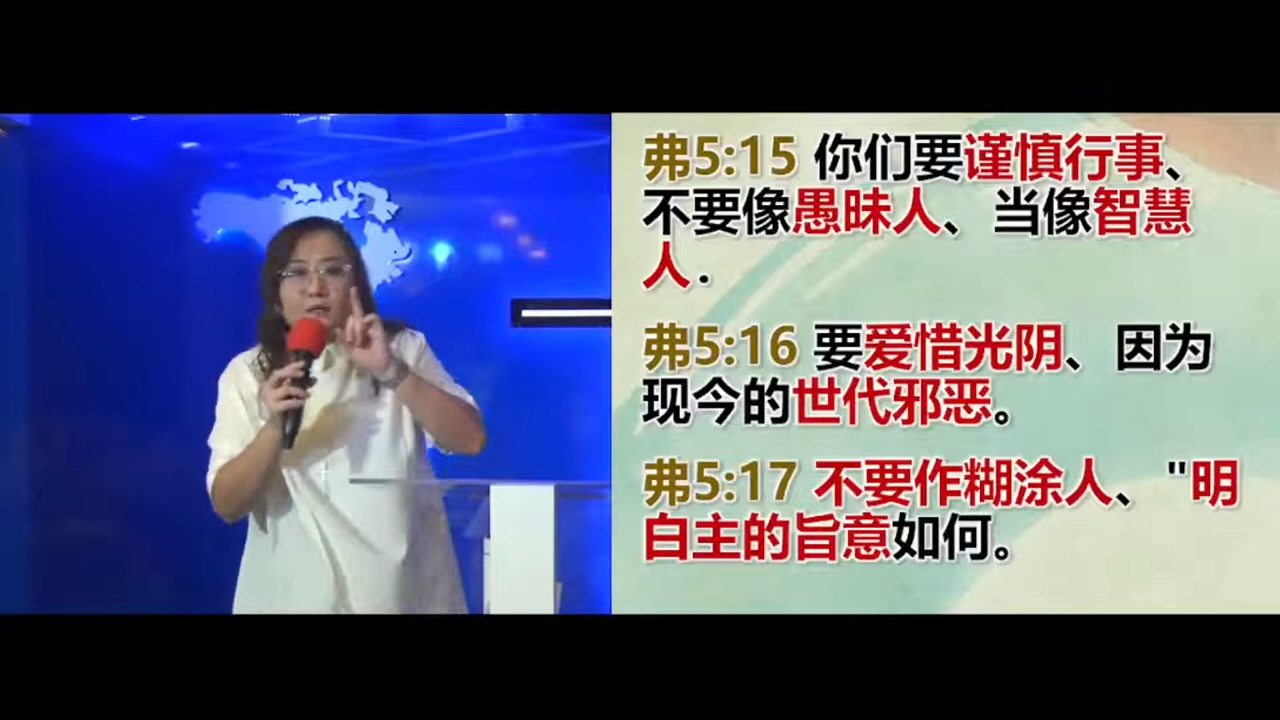 弗5:15 你们要谨慎行事、
不要像愚昧人、当像智慧
人.
弗5:16 要爱惜光阴、因为
现今的世代邪恶。
弗5:17 不要作糊涂人、"明
白主的旨意如何。